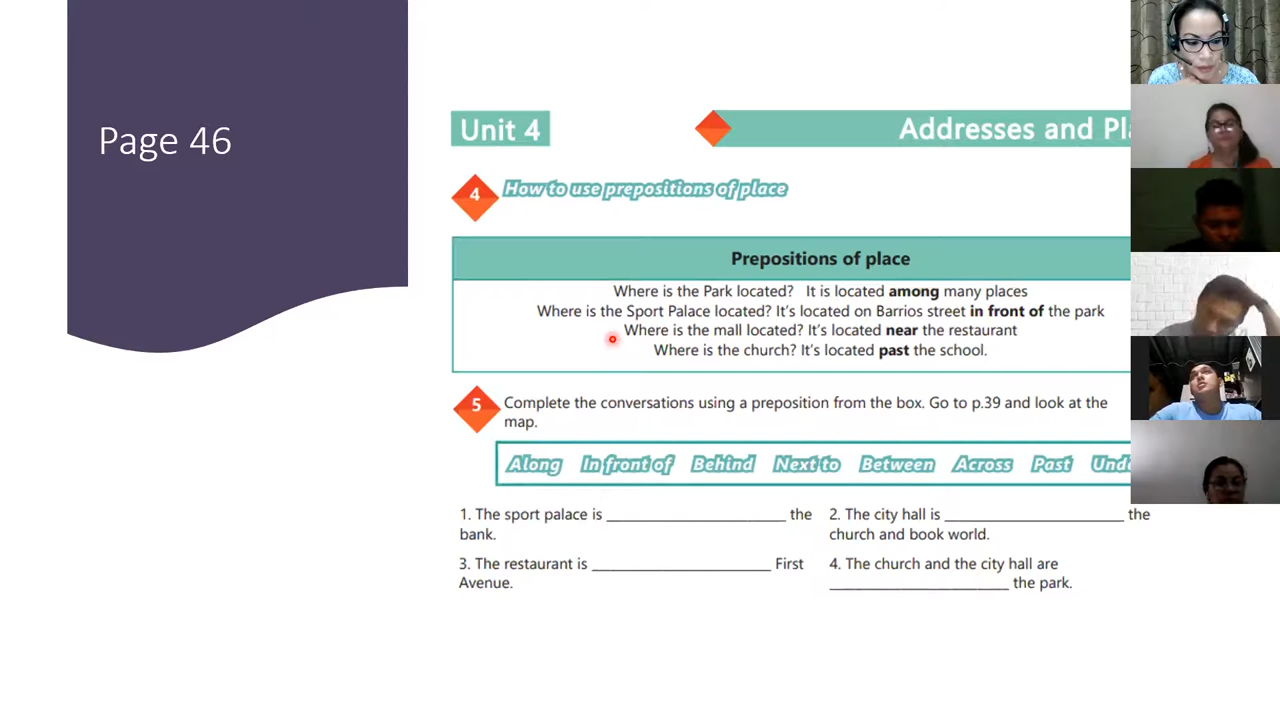 Page 46
Unit 4
Addresses and
4
How to use prepositions of place
Prepositions of place
Where is the Park located? It is located among many places
Where is the Sport Palace located? It's located on Barrios street in front of the park
Where is the mall located? It's located near the restaurant
Where is the church? It's located past the school.
5
Complete the conversations using a preposition from the box. Go to p.39 and look at the
map.
Along In front of Behind Next to Between Across Past
1. The sport palace is ________________________ the
bank.
2. The city hall is ________________________ the
church and book world.
3. The restaurant is ________________________ First
Avenue.
4. The church and the city hall are
________________________ the park.